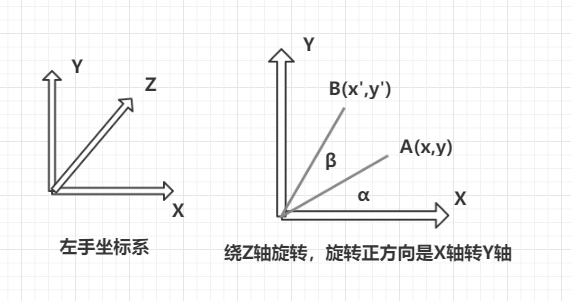 Y
Z
X
左手坐标系
Y
B(x',y')
A(x,y)
β
α
X
绕Z轴旋转，旋转正方向是X轴转Y轴